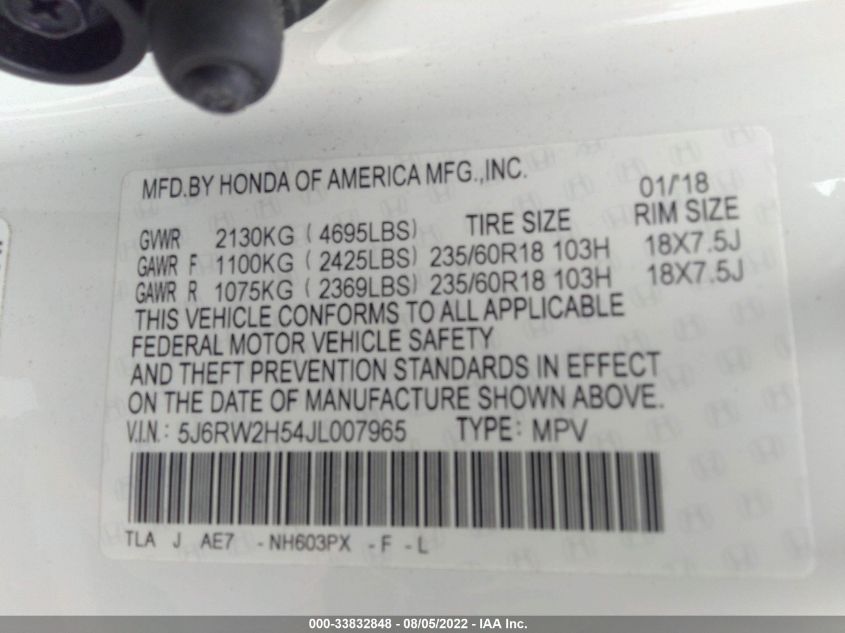 MFD.BY HONDA OF AMERICA MFG.,INC. 01/'18
GVWR 2130KG ( 4695LBS) TIRE SIZE RIM SIZE
GAWR F 1100KG ( 2425LBS) 235/60R18 103H 18X7.5J
GAWR R 1075KG ( 2369LBS) 235/60R18 103H 18X7.5J
THIS VEHICLE CONFORMS TO ALL APPLICABLE
FEDERAL MOTOR VEHICLE SAFETY
AND THEFT PREVENTION STANDARDS IN EFFECT
ON THE DATE OF MANUFACTURE SHOWN ABOVE.
V.I.N.: 5J6RW2H54JL007965 TYPE: MPV
TLA J AE7 -NH603PX -F -L
000-33832848 - 08/05/2022 - IAA Inc.